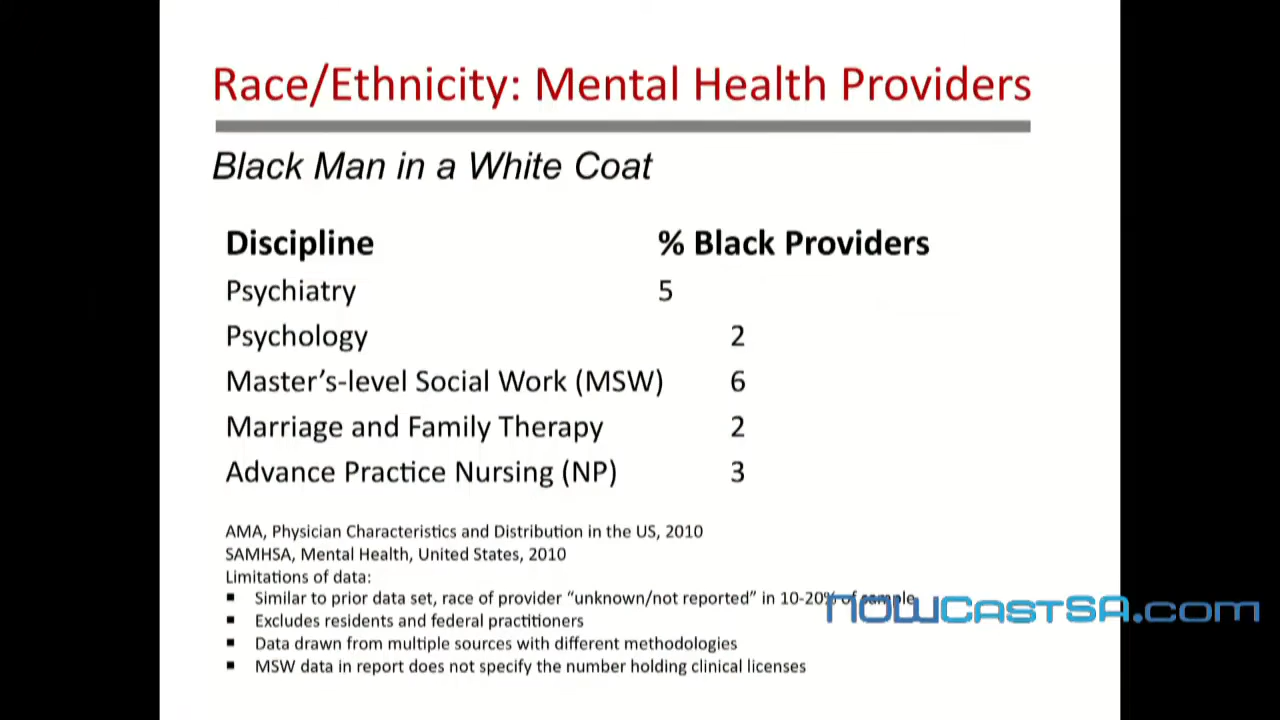 Race/Ethnicity: Mental Health Providers
Black Man in a White Coat
Discipline % Black Providers
Psychiatry 5
Psychology 2
Master's-level Social Work (MSW) 6
Marriage and Family Therapy 2
Advance Practice Nursing (NP) 3
AMA, Physician Characteristics and Distribution in the US, 2010
SAMHSA, Mental Health, United States, 2010
Limitations of data:
▪ Similar to prior data set, race of provider "unknown/not reported" in 10-20% of sample
NOWCastSA.com
▪ Excludes residents and federal practitioners
▪ Data drawn from multiple sources with different methodologies
▪ MSW data in report does not specify the number holding clinical licenses